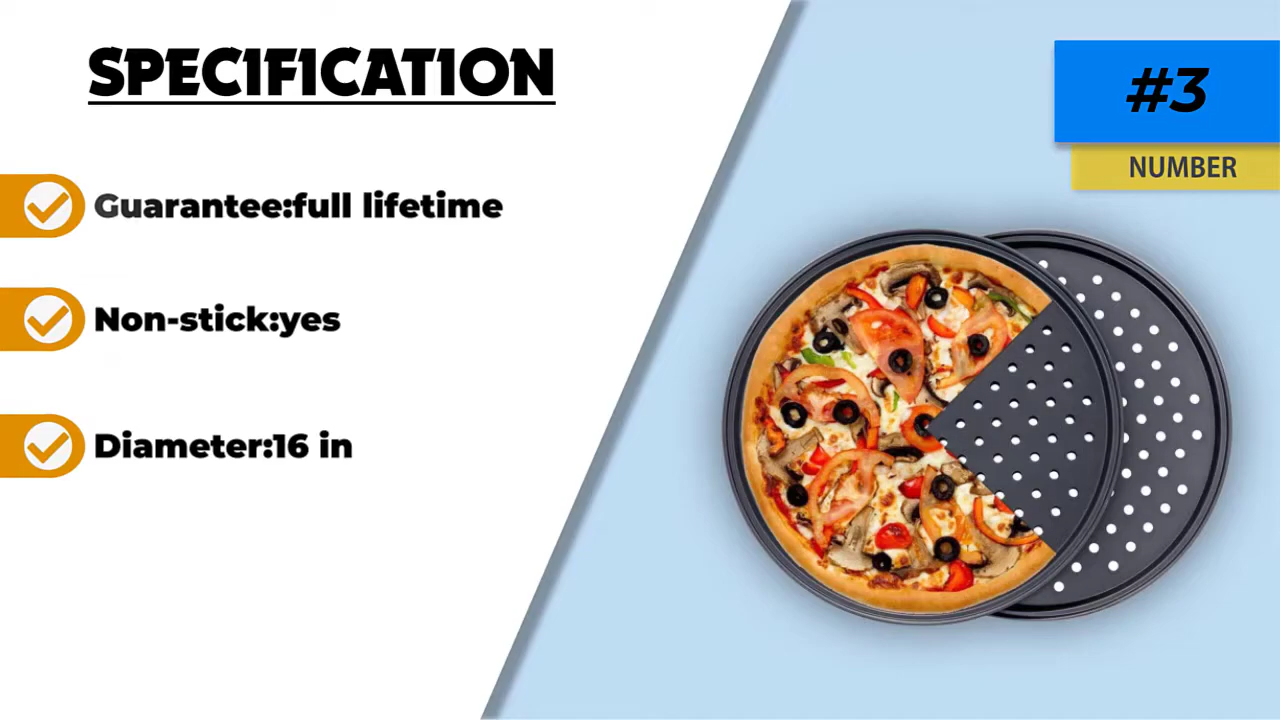 SPECIFICATION
#3
NUMBER
Guarantee:full lifetime
Non-stick:yes
Diameter:16 in